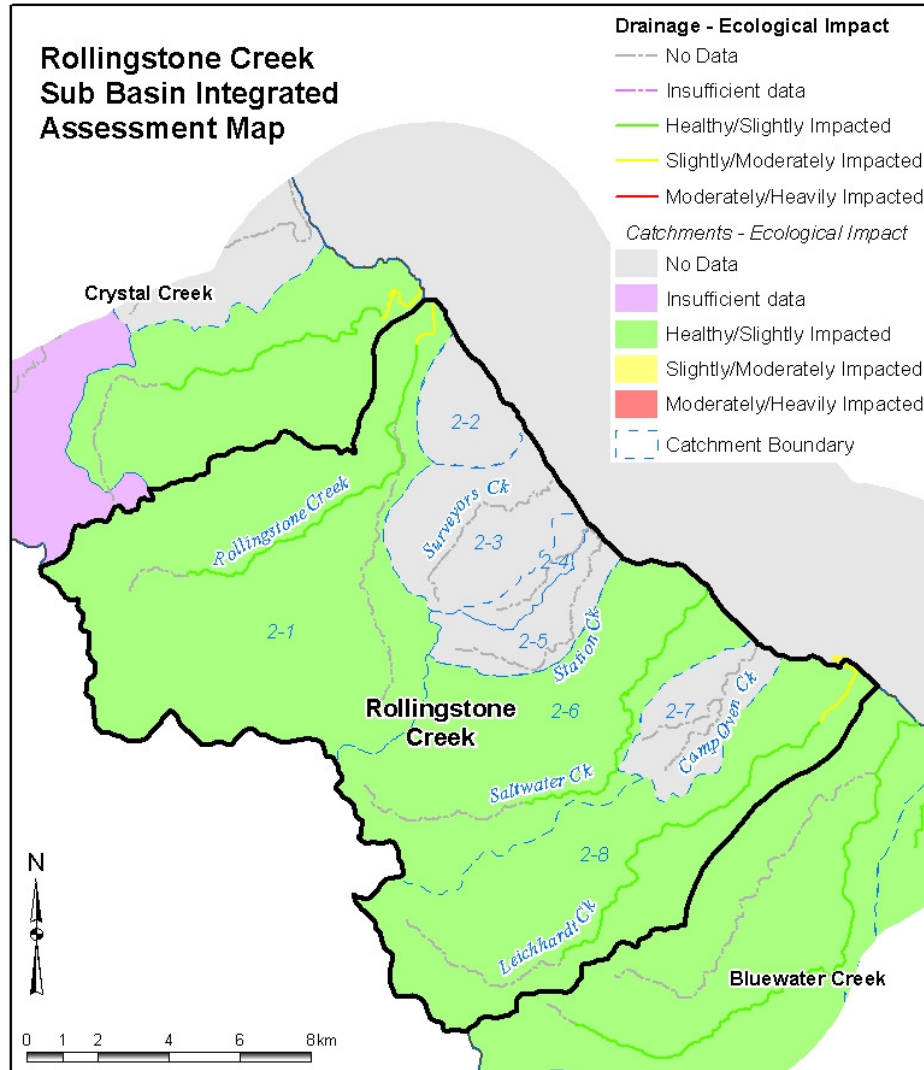 Rollingstone Creek
Sub Basin Integrated
Assessment Map
Drainage - Ecological Impact
No Data
Insufficient data
Healthy/Slightly Impacted
Slightly/Moderately Impacted
Moderately/Heavily Impacted
Catchments - Ecological Impact
No Data
Insufficient data
Healthy/Slightly Impacted
Slightly/Moderately Impacted
Moderately/Heavily Impacted
Catchment Boundary
Crystal Creek
2-2
Rollingstone Creek
Surveyors Ck
2-3
2-4
2-1
2-5
Station Ck
Rollingstone
Creek
2-6
2-7
Camp Oven Ck
Saltwater Ck
2-8
Leichhardt Ck
Bluewater Creek
N
0 1 2 4 6 8 km